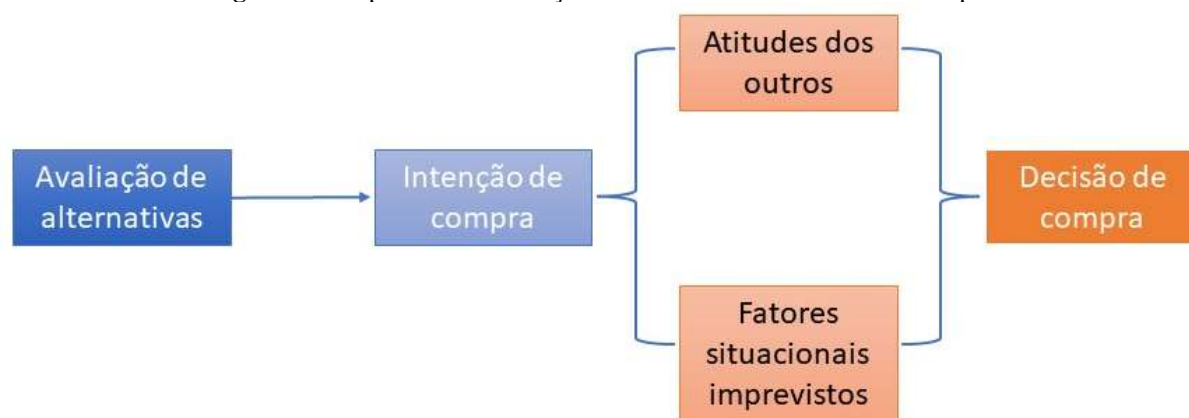 Atitudes dos
outros
Avaliação de
alternativas
Intenção de
compra
Decisão de
compra
Fatores
situacionais
imprevistos